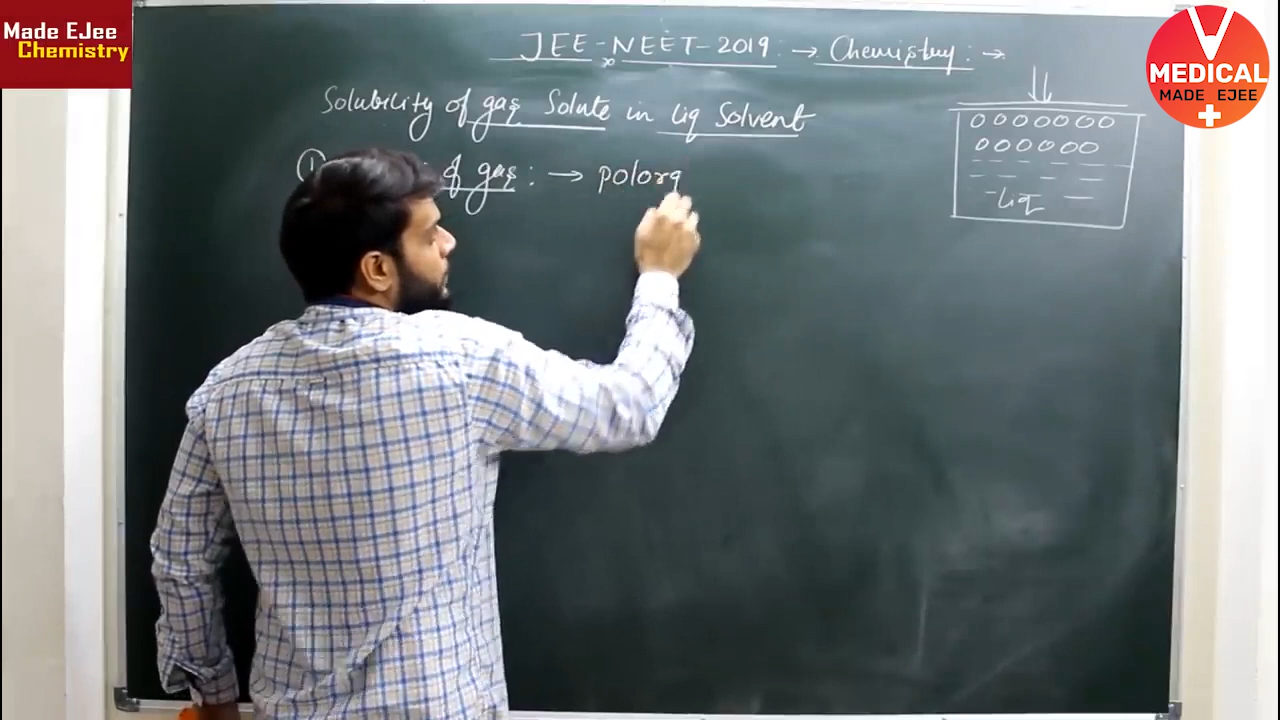 Made EJee
Chemistry
JEE - NEET - 2019 : → Chemistry : →
V
MEDICAL
MADE EJEE
Solubility of gas Solute in liq Solvent
① of gas : → polora
Liq